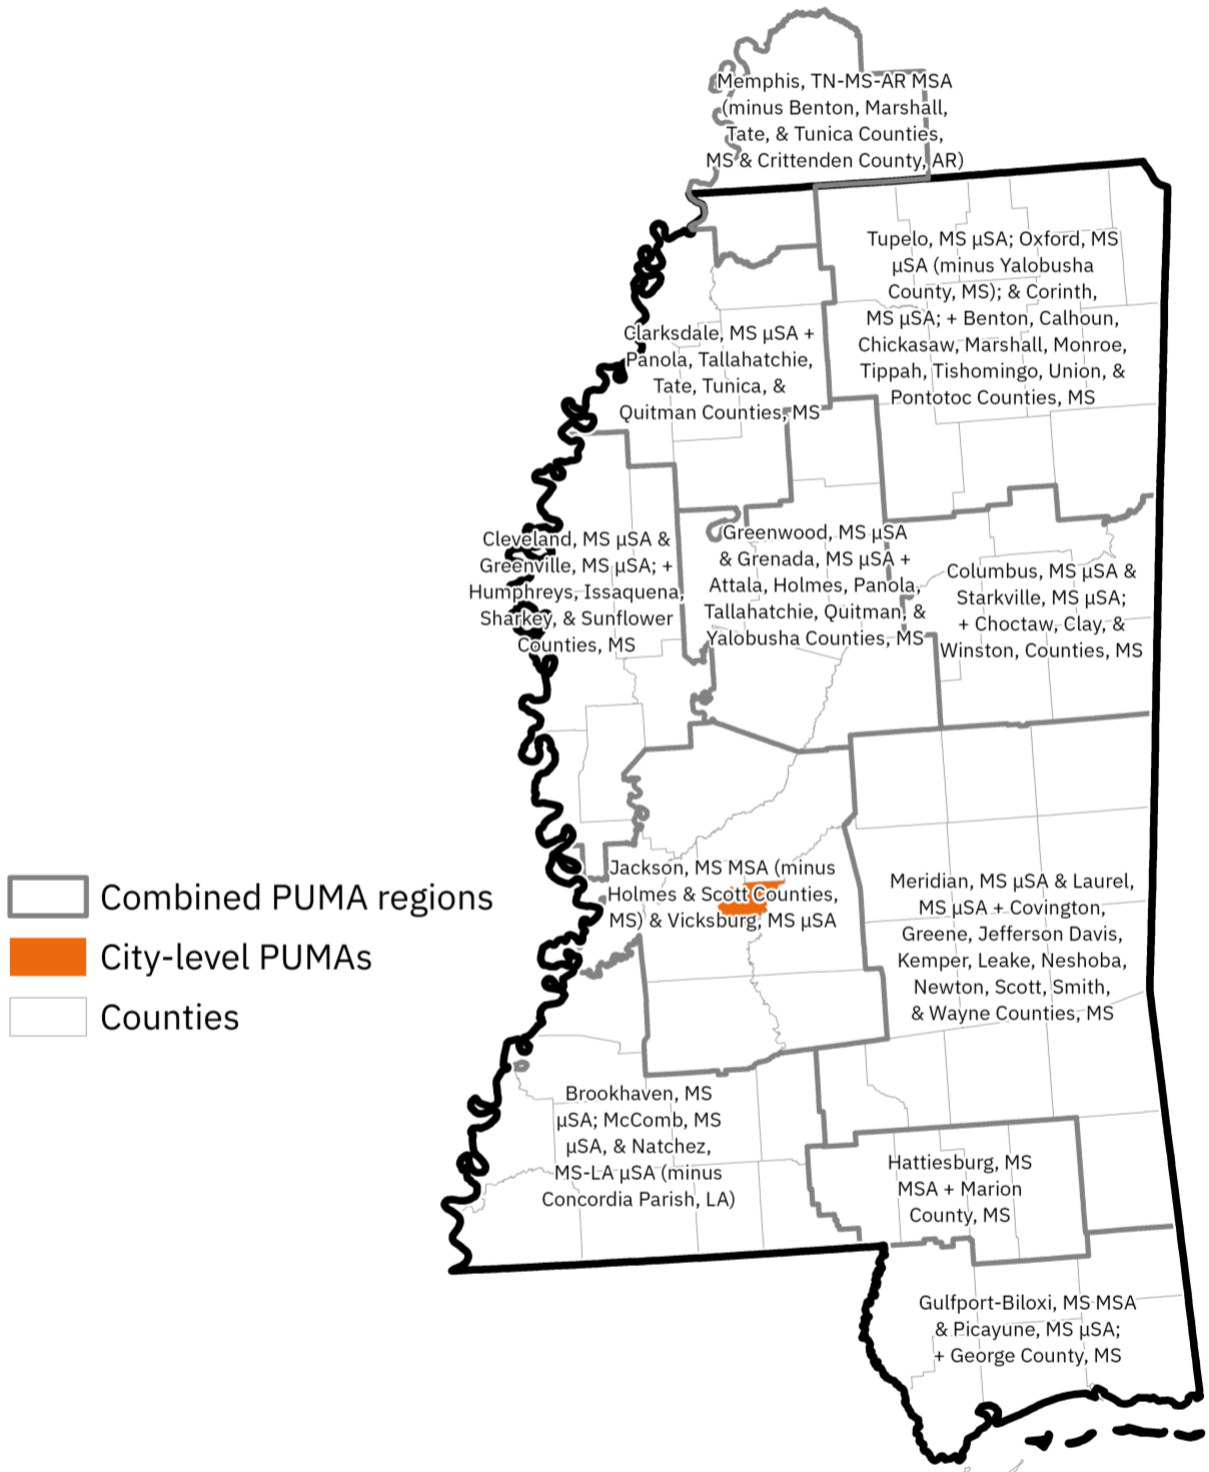 Memphis, TN-MS-AR MSA
(minus Benton, Marshall,
Tate, & Tunica Counties,
MS & Crittenden County, AR)
Tupelo, MS µSA; Oxford, MS
µSA (minus Yalobusha
County, MS); & Corinth,
MS µSA; + Benton, Calhoun,
Chickasaw, Marshall, Monroe,
Tippah, Tishomingo, Union, &
Pontotoc Counties, MS
Clarksdale, MS µSA +
Panola, Tallahatchie,
Tate, Tunica, &
Quitman Counties, MS
Cleveland, MS µSA &
Greenville, MS µSA; +
Humphreys, Issaquena,
Sharkey, & Sunflower
Counties, MS
Greenwood, MS µSA
& Grenada, MS µSA +
Attala, Holmes, Panola,
Tallahatchie, Quitman, &
Yalobusha Counties, MS
Columbus, MS µSA &
Starkville, MS µSA;
+ Choctaw, Clay, &
Winston, Counties, MS
Jackson, MS MSA (minus
Holmes & Scott Counties,
MS) & Vicksburg, MS µSA
Meridian, MS µSA & Laurel,
MS µSA + Covington,
Greene, Jefferson Davis,
Kemper, Leake, Neshoba,
Newton, Scott, Smith,
& Wayne Counties, MS
Combined PUMA regions
City-level PUMAs
Counties
Brookhaven, MS
µSA; McComb, MS
µSA, & Natchez,
MS-LA µSA (minus
Concordia Parish, LA)
Hattiesburg, MS
MSA + Marion
County, MS
Gulfport-Biloxi, MS MSA
& Picayune, MS µSA;
+ George County, MS